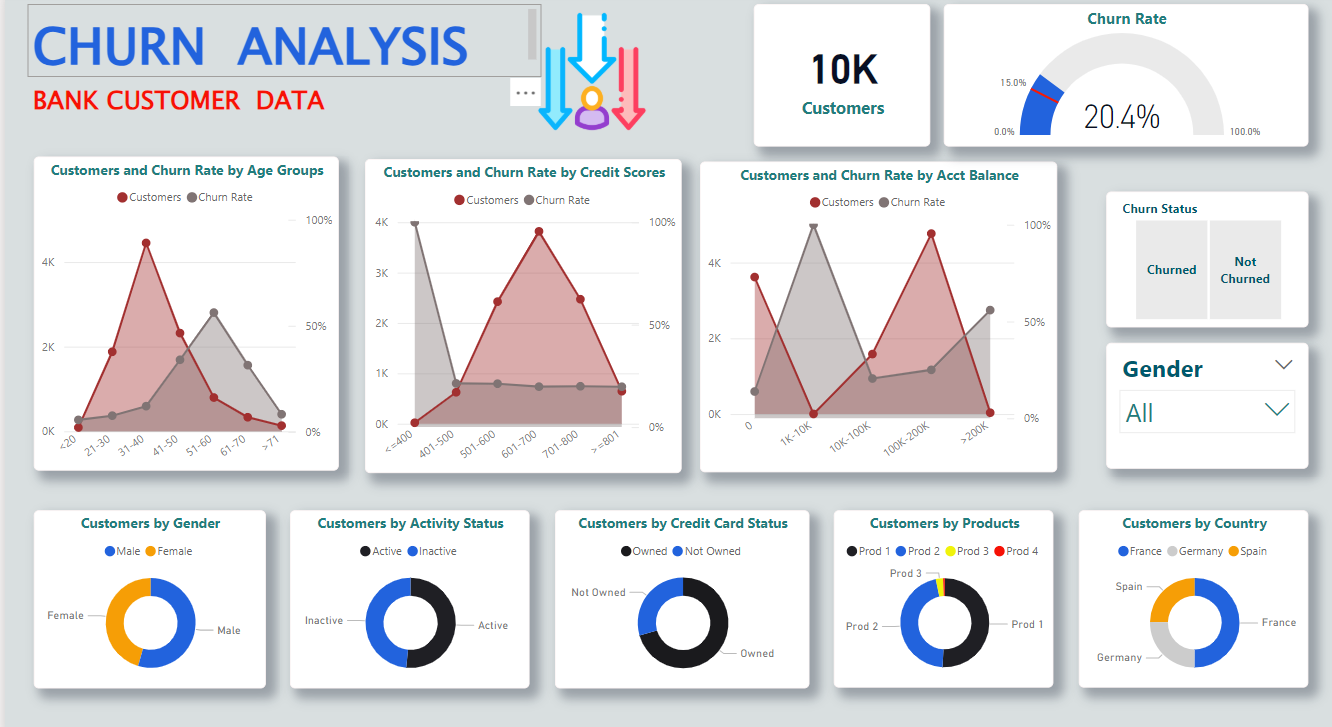 CHURN ANALYSIS
BANK CUSTOMER DATA
10K
Customers
Churn Rate
15.0%
0.0%
20.4%
100.0%
Customers and Churn Rate by Age Groups
Customers Churn Rate
100%
4K
50%
2K
0K
0%
<20 21-30 31-40 41-50 51-60 61-70 >71
Customers and Churn Rate by Credit Scores
Customers Churn Rate
4K
100%
3K
2K
50%
1K
0K
0%
<=400 401-500 501-600 601-700 701-800 >=801
Customers and Churn Rate by Acct Balance
Customers Churn Rate
100%
4K
50%
2K
0K
0%
0 1K-10K 10K-100K 100K-200K >200K
Churn Status
Churned
Not
Churned
Gender
All
Customers by Gender
Male Female
Female
Male
Customers by Activity Status
Active Inactive
Inactive
Active
Customers by Credit Card Status
Owned Not Owned
Not Owned
Owned
Customers by Products
Prod 1 Prod 2 Prod 3 Prod 4
Prod 3
Prod 2
Prod 1
Customers by Country
France Germany Spain
Spain
France
Germany